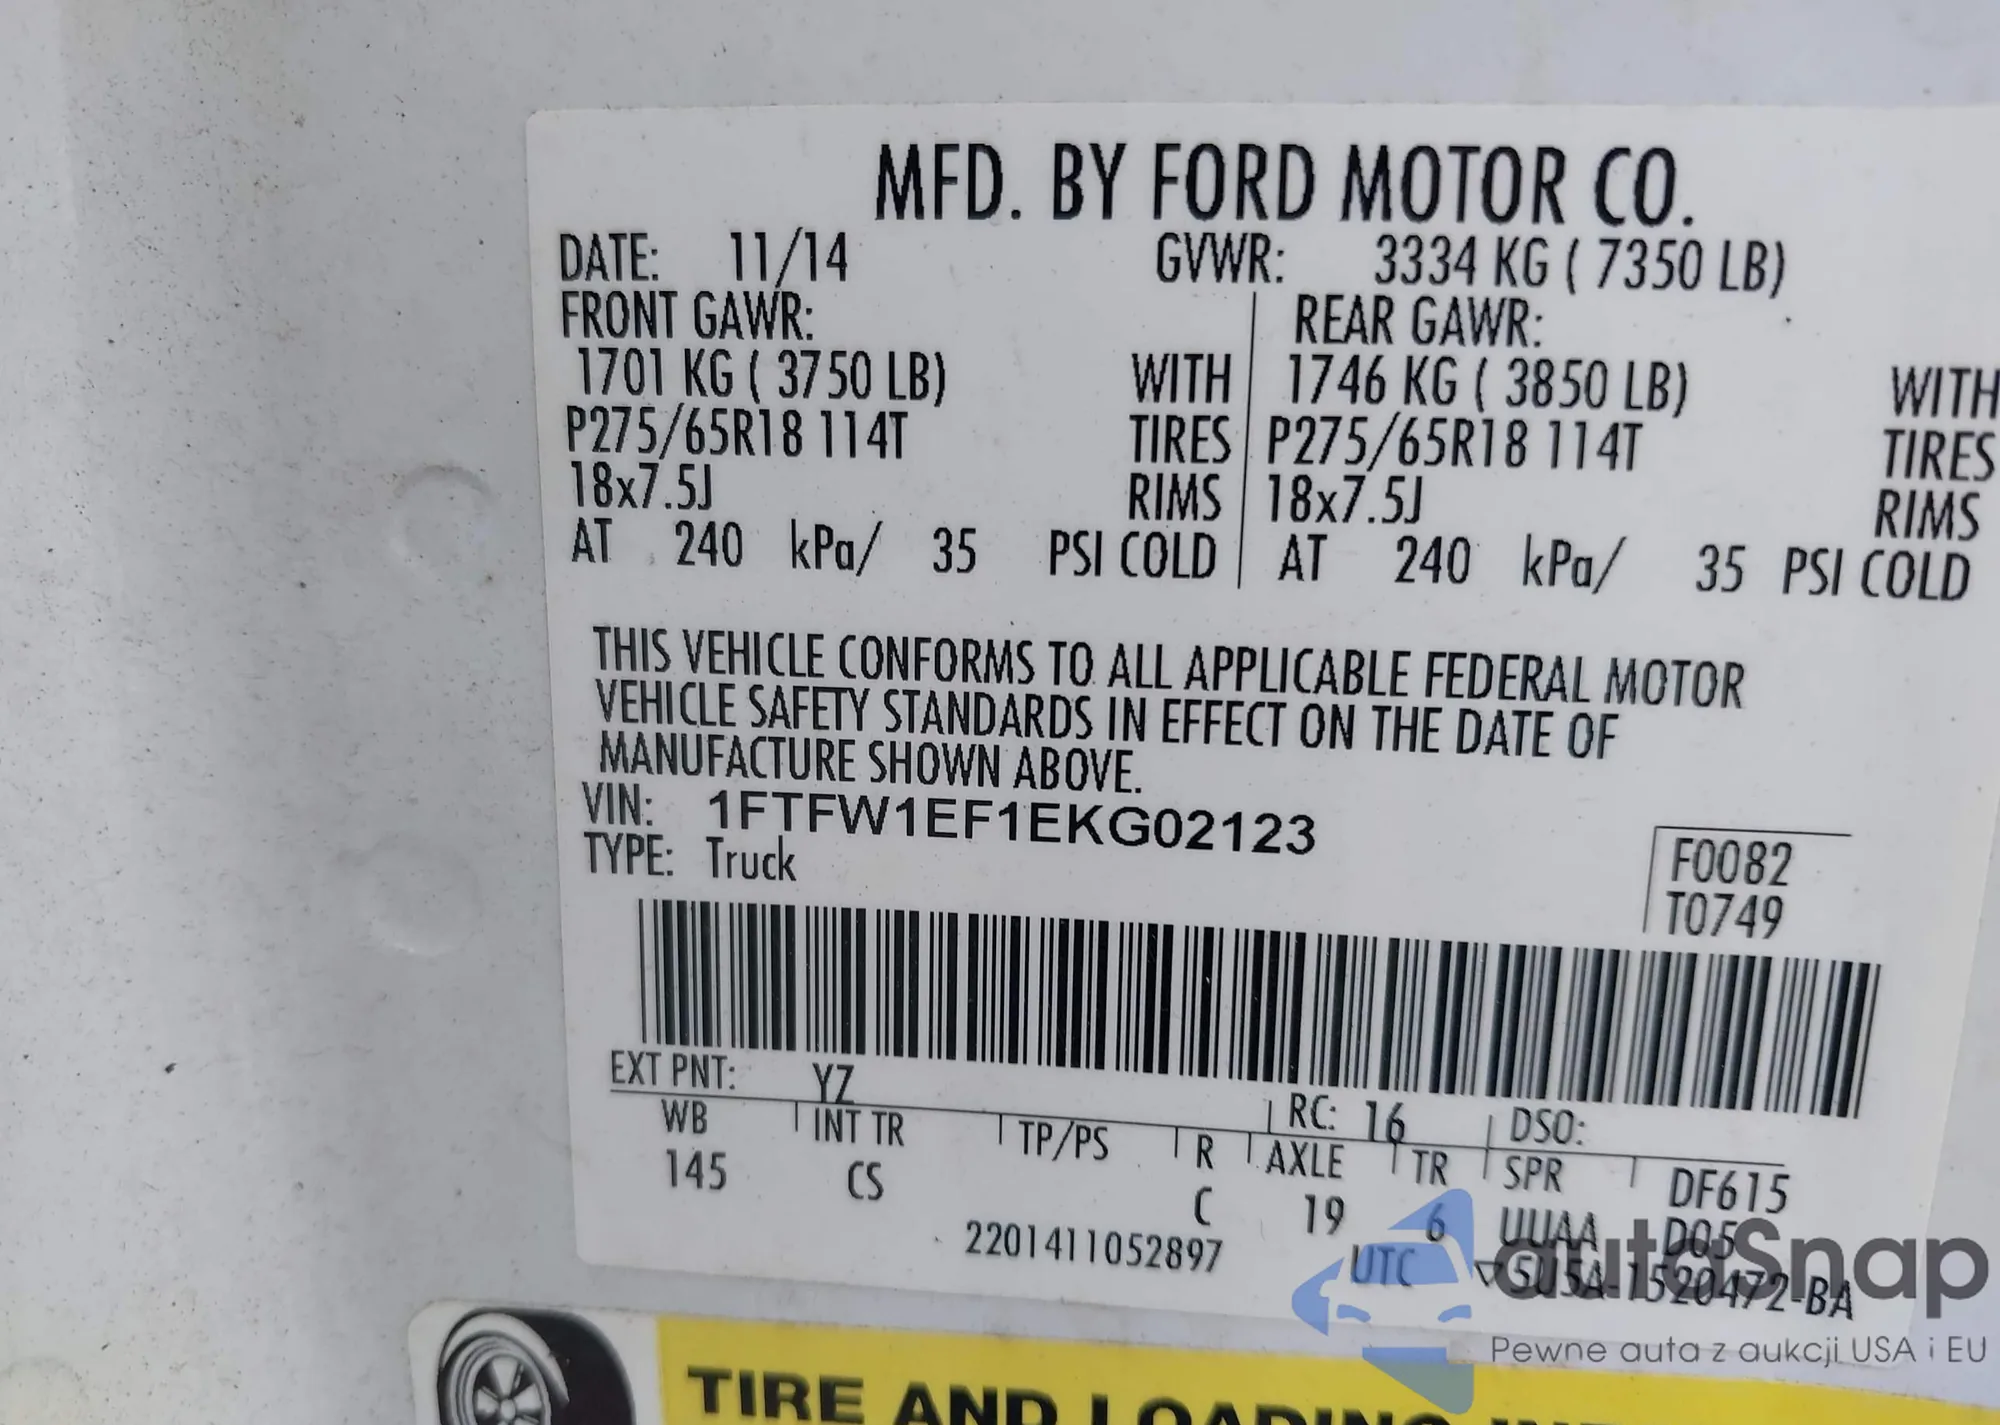 MFD. BY FORD MOTOR CO.
DATE: 11/14 GVWR: 3334 KG ( 7350 LB)
FRONT GAWR: REAR GAWR:
1701 KG ( 3750 LB) WITH 1746 KG ( 3850 LB) WITH
P275/65R18 114T TIRES P275/65R18 114T TIRES
18x7.5J RIMS 18x7.5J RIMS
AT 240 kPa/ 35 PSI COLD AT 240 kPa/ 35 PSI COLD
THIS VEHICLE CONFORMS TO ALL APPLICABLE FEDERAL MOTOR
VEHICLE SAFETY STANDARDS IN EFFECT ON THE DATE OF
MANUFACTURE SHOWN ABOVE.
VIN: 1FTFW1EF1EKG02123
TYPE: Truck
F0082
T0749
EXT PNT: YZ RC: 16 DSO:
WB INT TR TP/PS R AXLE TR SPR DF615
145 CS C 19 6 UUAA D05
2201411052897 UTC ▽5U5A-1520472-BA
autoSnap
Pewne auta z aukcji USA i EU
TIRE AND LOADING